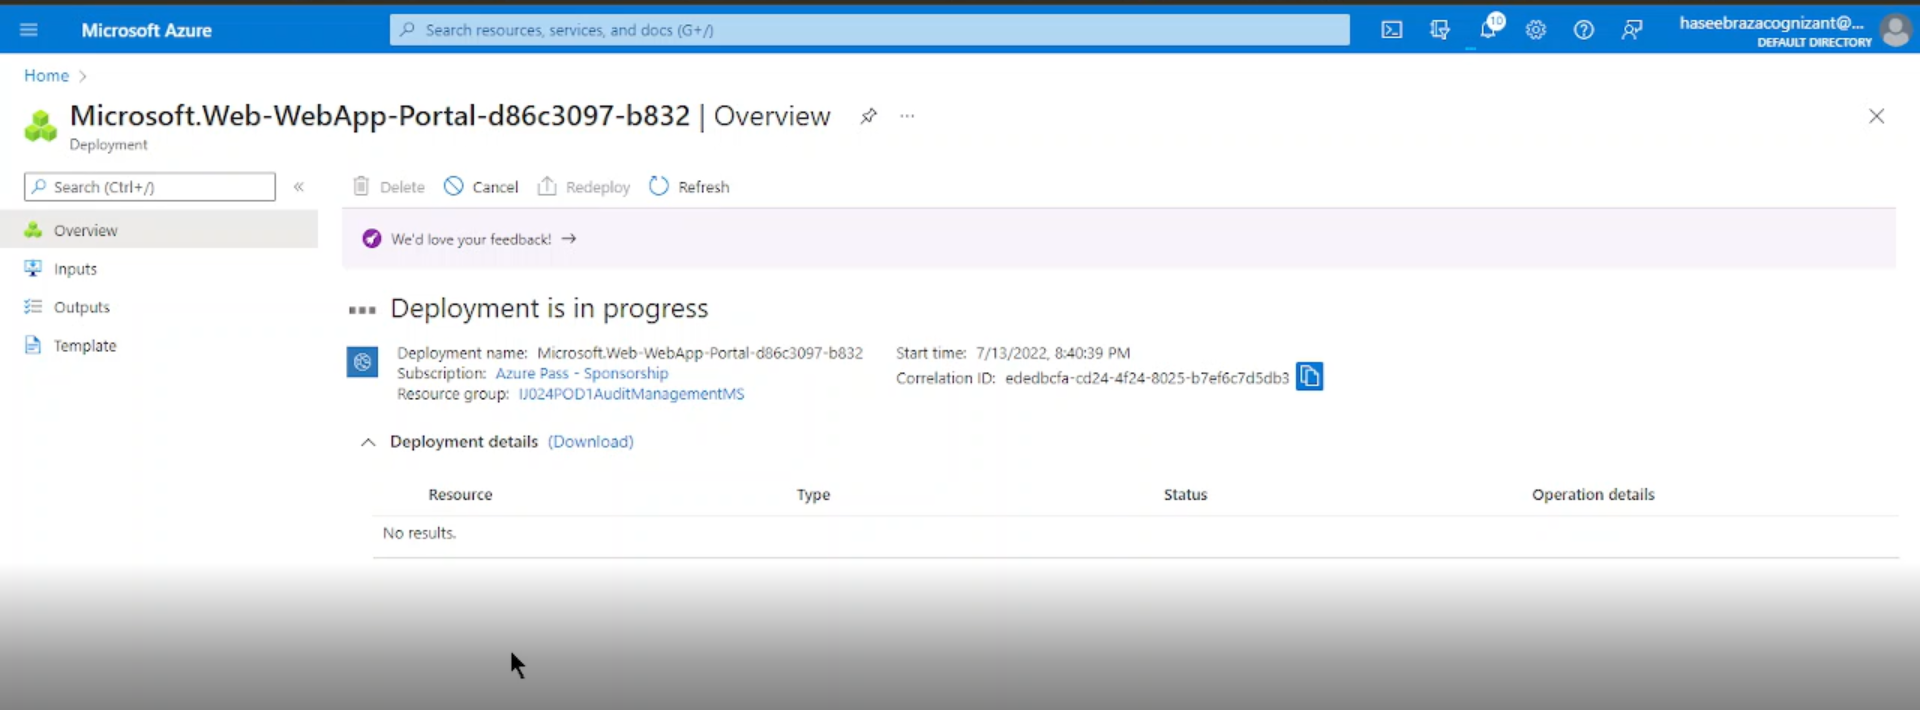 Microsoft Azure
Search resources, services, and docs (G+/)
10
haseebrazacognizant@...
DEFAULT DIRECTORY
Home
Microsoft.Web-WebApp-Portal-d86c3097-b832 | Overview
Deployment
Search (Ctrl+/)
Delete
Cancel
Redeploy
Refresh
Overview
Inputs
Outputs
Template
We'd love your feedback! →
Deployment is in progress
Deployment name: Microsoft.Web-WebApp-Portal-d86c3097-b832
Subscription: Azure Pass - Sponsorship
Resource group: IJ024POD1AuditManagementMS
Start time: 7/13/2022, 8:40:39 PM
Correlation ID: ededbcfa-cd24-4f24-8025-b7ef6c7d5db3
Deployment details (Download)
Resource Type Status Operation details
No results.